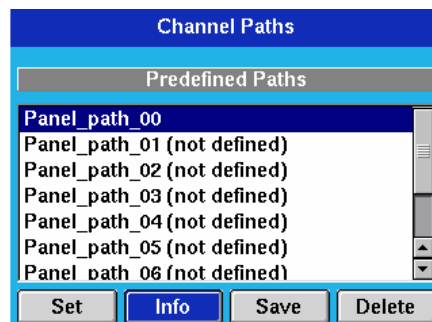 Channel Paths
Predefined Paths
Panel_path_00
Panel_path_01 (not defined)
Panel_path_02 (not defined)
Panel_path_03 (not defined)
Panel_path_04 (not defined)
Panel_path_05 (not defined)
Panel_path_06 (not defined)
Set Info Save Delete